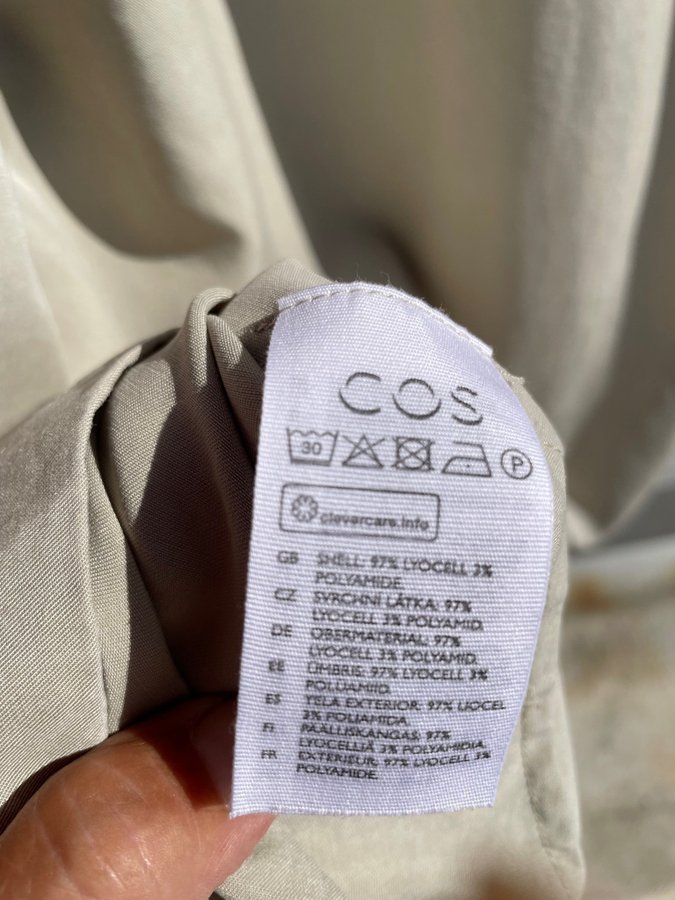 COS
30
P
clevercare.info
GB SHELL: 97% LYOCELL 3%
POLYAMIDE.
CZ SVRCHNI LÁTKA: 97%
LYOCELL 3% POLYAMID.
DE OBERMATERIAL: 97%
LYOCELL 3% POLYAMID.
EE ÜMBRIS: 97% LYOCELL 3%
POLÜAMIID.
ES TELA EXTERIOR: 97% LIOCEL
3% POLIAMIDA.
FI PÄÄLLISKANGAS: 97%
LYOCELLIÄ 3% POLYAMIDIA.
FR EXTÉRIEUR: 97% LYOCELL 3%
POLYAMIDE.